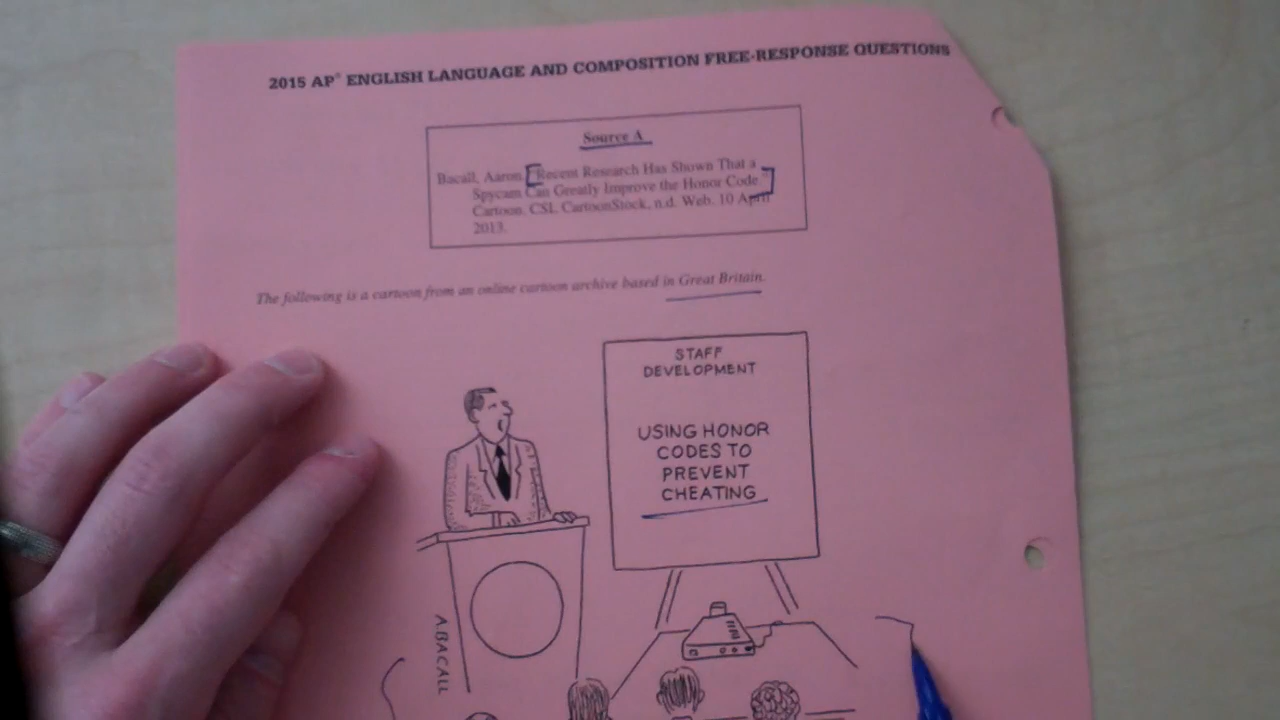 2015 AP® ENGLISH LANGUAGE AND COMPOSITION FREE-RESPONSE QUESTIONS
Source A
Bacall, Aaron. Recent Research Has Shown That a
Spycam Can Greatly Improve the Honor Code.
Cartoon. CSL CartoonStock, n.d. Web. 10 April
2013.
The following is a cartoon from an online cartoon archive based in Great Britain.
STAFF
DEVELOPMENT
USING HONOR
CODES TO
PREVENT
CHEATING
ABACALL